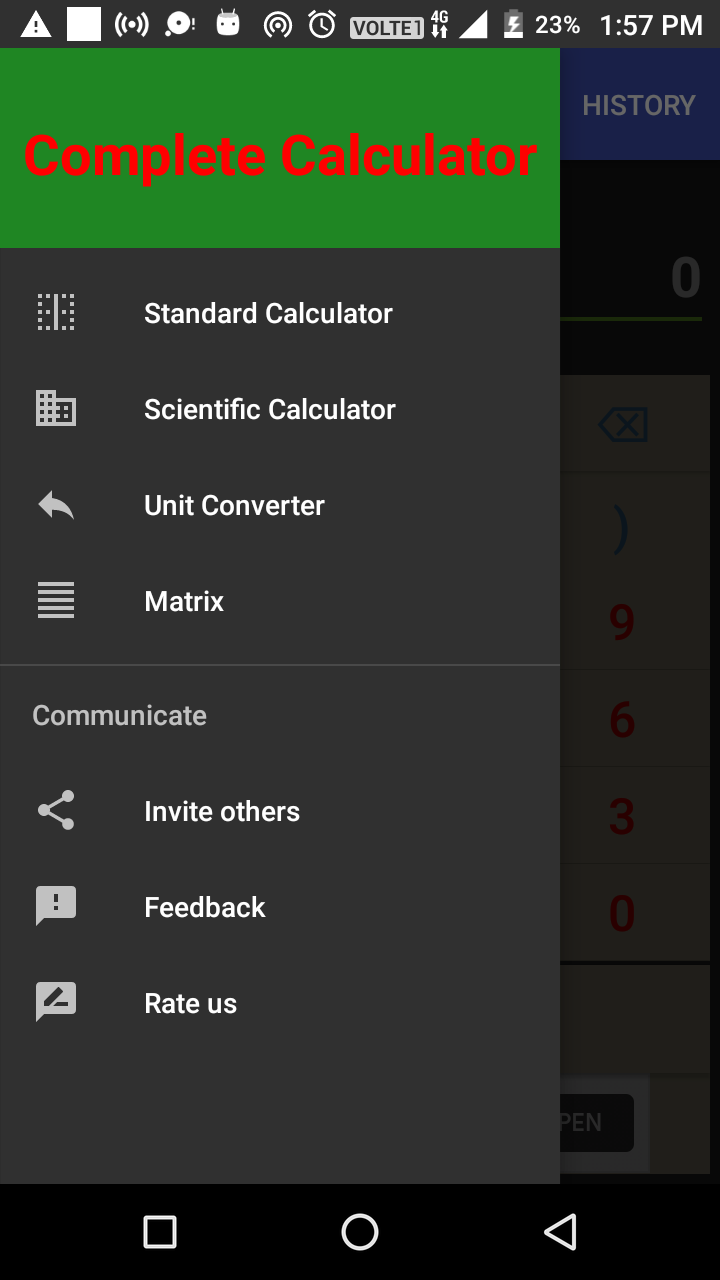 VOLTE 1 4G 23% 1:57 PM
HISTORY
Complete Calculator
0
Standard Calculator
Scientific Calculator
Unit Converter
)
Matrix
9
Communicate
6
Invite others
3
Feedback
0
Rate us
PEN